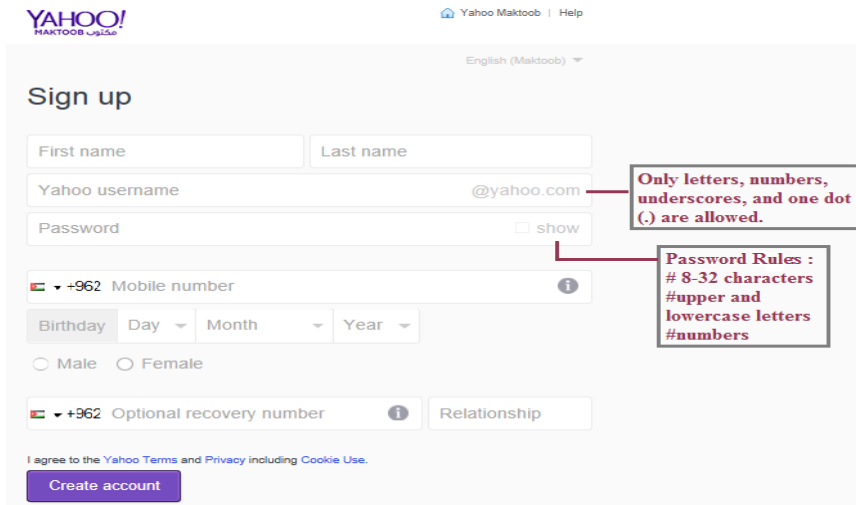 YAHOO!
MAKTOOB مكتوب
Yahoo Maktoob | Help
English (Maktoob)
Sign up
First name
Last name
Yahoo username
@yahoo.com
Only letters, numbers,
underscores, and one dot
(.) are allowed.
Password
show
Password Rules :
# 8-32 characters
#upper and
lowercase letters
#numbers
+962 Mobile number
Birthday Day Month Year
Male Female
+962 Optional recovery number
Relationship
I agree to the Yahoo Terms and Privacy including Cookie Use.
Create account